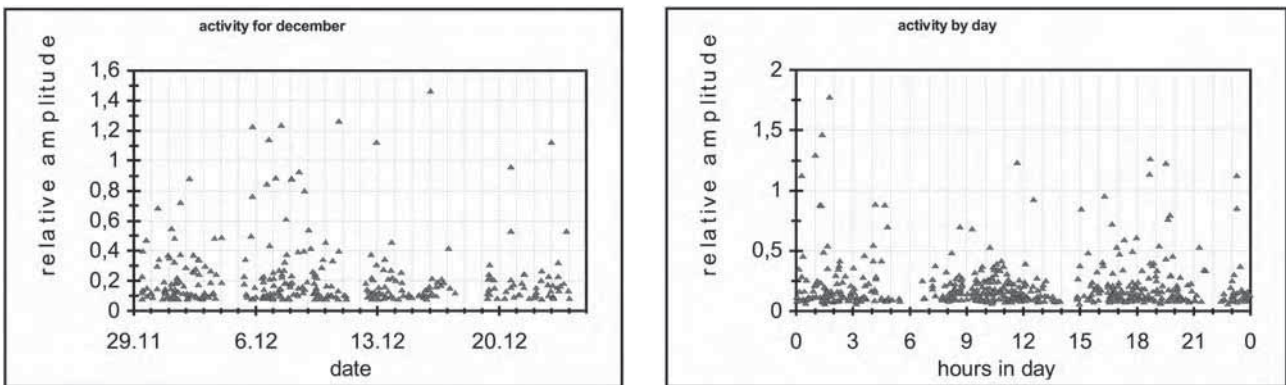 activity for december
relative amplitude
1,6
1,4
1,2
1
0,8
0,6
0,4
0,2
0
29.11 6.12 13.12 20.12
date
activity by day
relative amplitude
2
1,5
1
0,5
0
0 3 6 9 12 15 18 21 0
hours in day